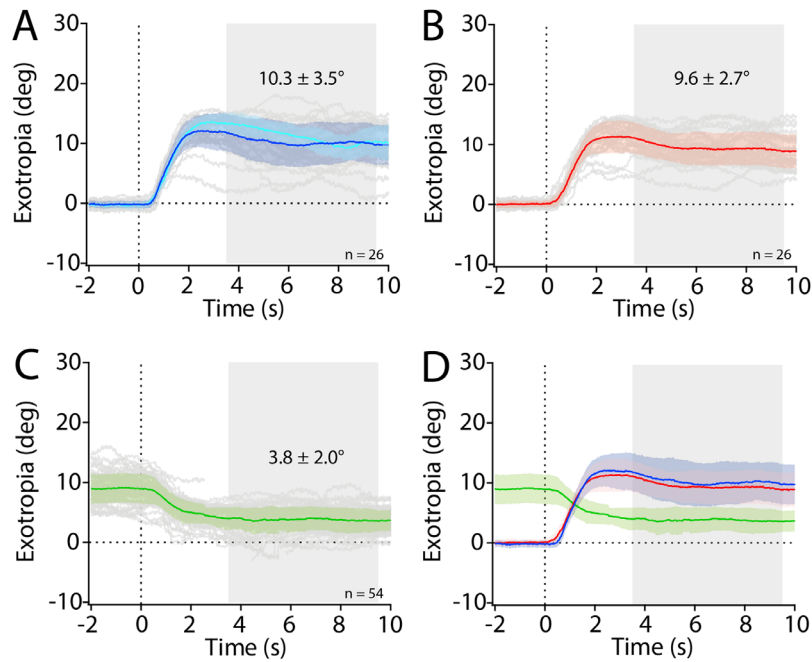 A
30
20
10
0
-10
Exotropia (deg)
10.3 ± 3.5°
n = 26
-2 0 2 4 6 8 10
Time (s)
B
30
20
10
0
-10
Exotropia (deg)
9.6 ± 2.7°
n = 26
-2 0 2 4 6 8 10
Time (s)
C
30
20
10
0
-10
Exotropia (deg)
3.8 ± 2.0°
n = 54
-2 0 2 4 6 8 10
Time (s)
D
30
20
10
0
-10
Exotropia (deg)
-2 0 2 4 6 8 10
Time (s)